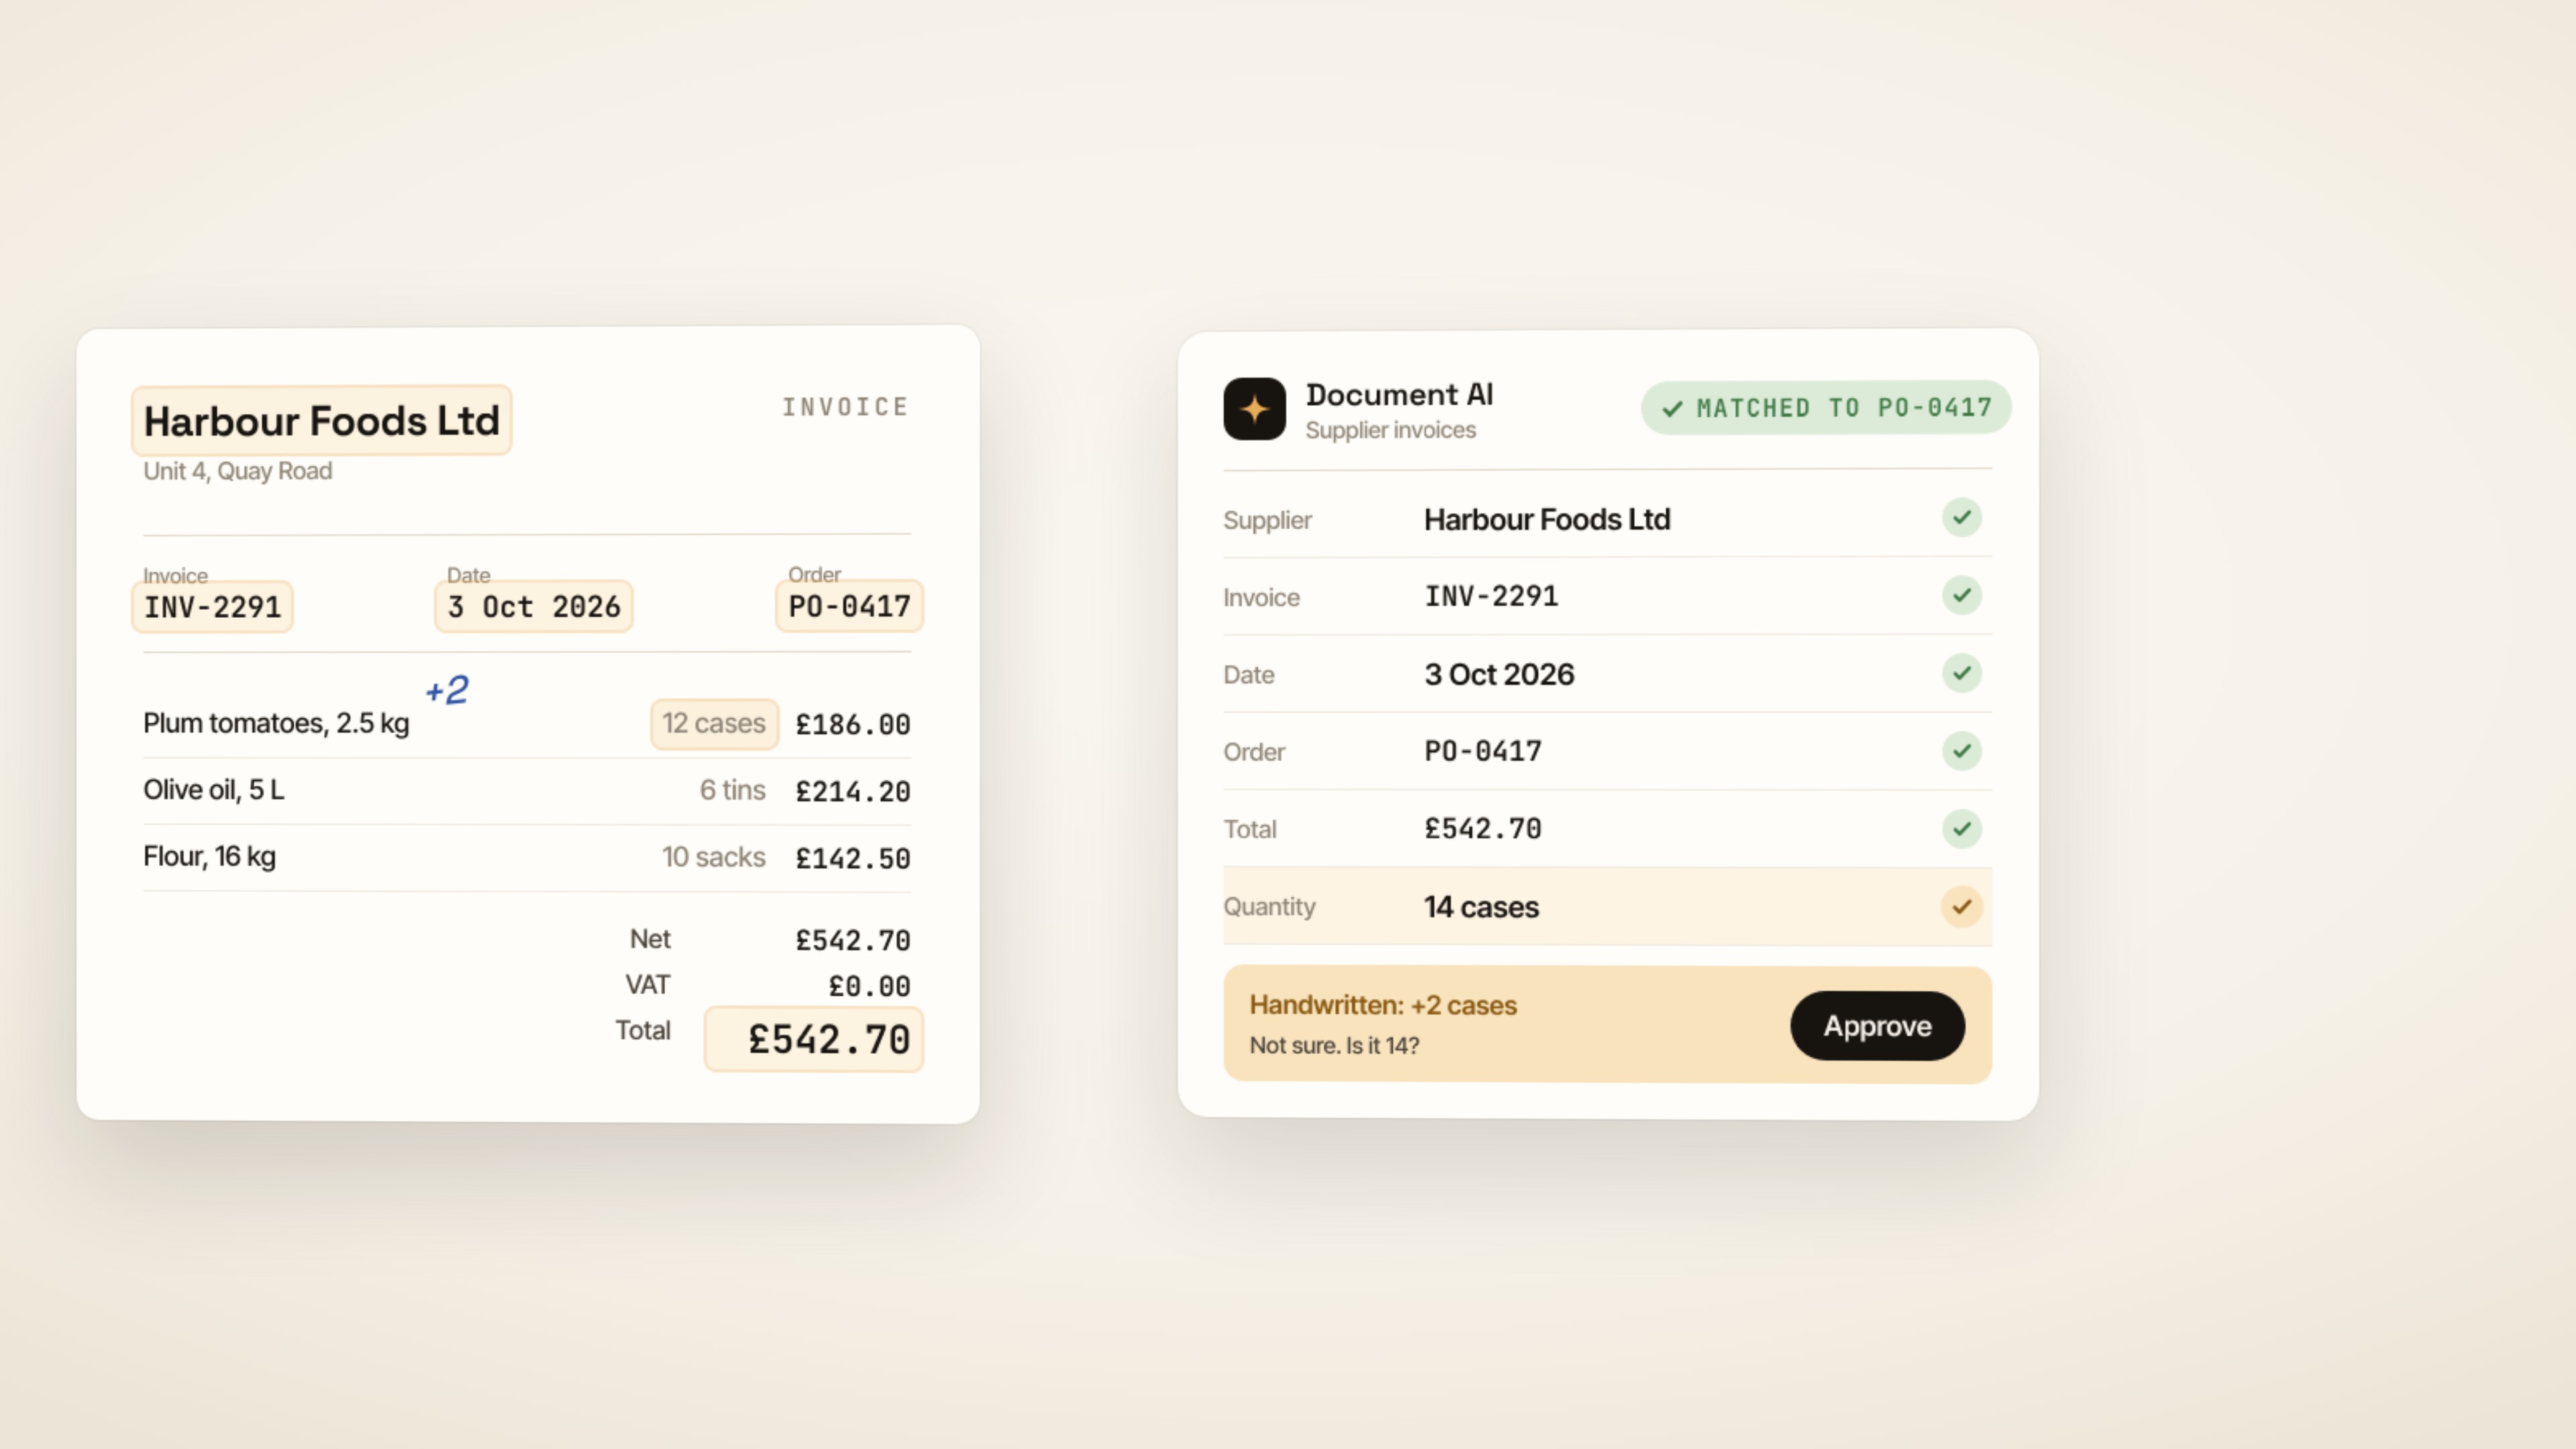 Harbour Foods Ltd
INVOICE
Unit 4, Quay Road
Invoice Date Order
INV-2291 3 Oct 2026 PO-0417
+2
Plum tomatoes, 2.5 kg 12 cases £186.00
Olive oil, 5 L 6 tins £214.20
Flour, 16 kg 10 sacks £142.50
Net £542.70
VAT £0.00
Total £542.70
Document AI
Supplier invoices
MATCHED TO PO-0417
Supplier Harbour Foods Ltd
Invoice INV-2291
Date 3 Oct 2026
Order PO-0417
Total £542.70
Quantity 14 cases
Handwritten: +2 cases
Not sure. Is it 14?
Approve